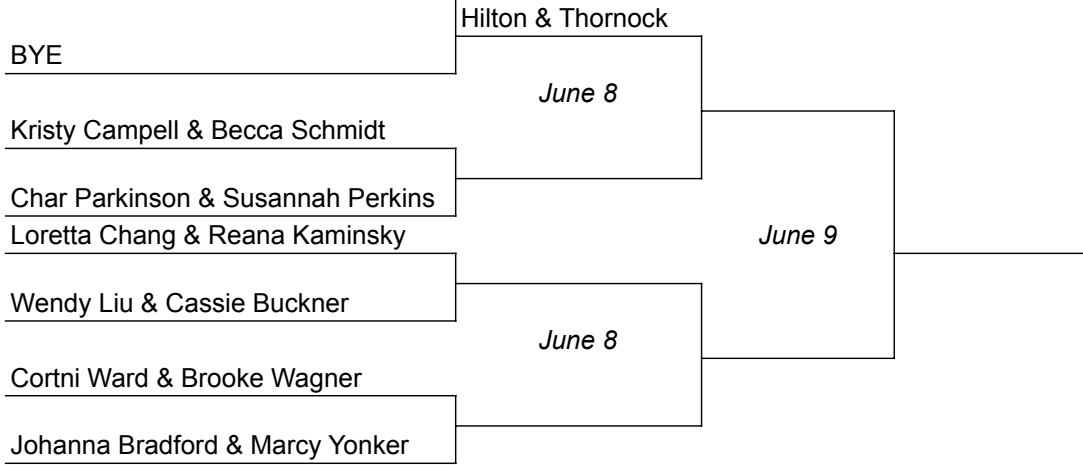 Hilton & Thornock
BYE
June 8
Kristy Campell & Becca Schmidt
Char Parkinson & Susannah Perkins
Loretta Chang & Reana Kaminsky
June 9
Wendy Liu & Cassie Buckner
June 8
Cortni Ward & Brooke Wagner
Johanna Bradford & Marcy Yonker